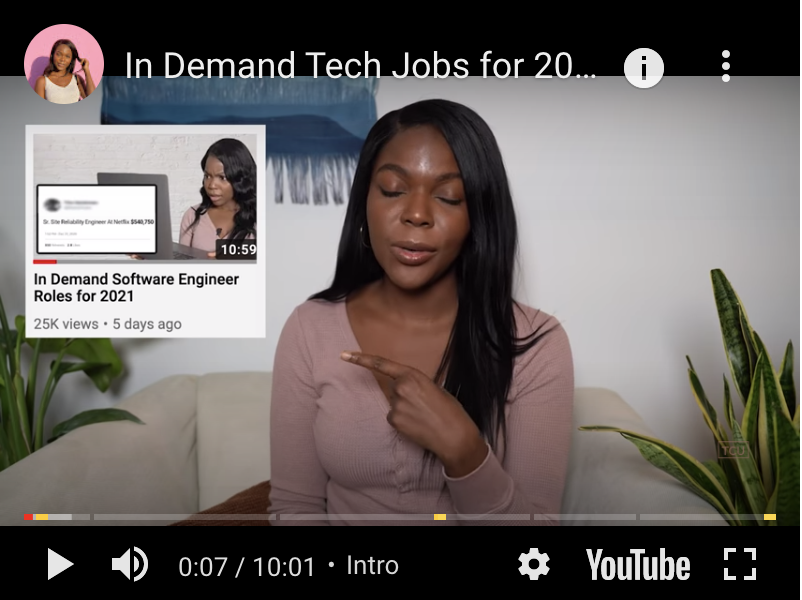 In Demand Tech Jobs for 20...
Sr. Site Reliability Engineer At Netflix $540,750
10:59
In Demand Software Engineer
Roles for 2021
25K views • 5 days ago
TCU
0:07 / 10:01 • Intro
YouTube